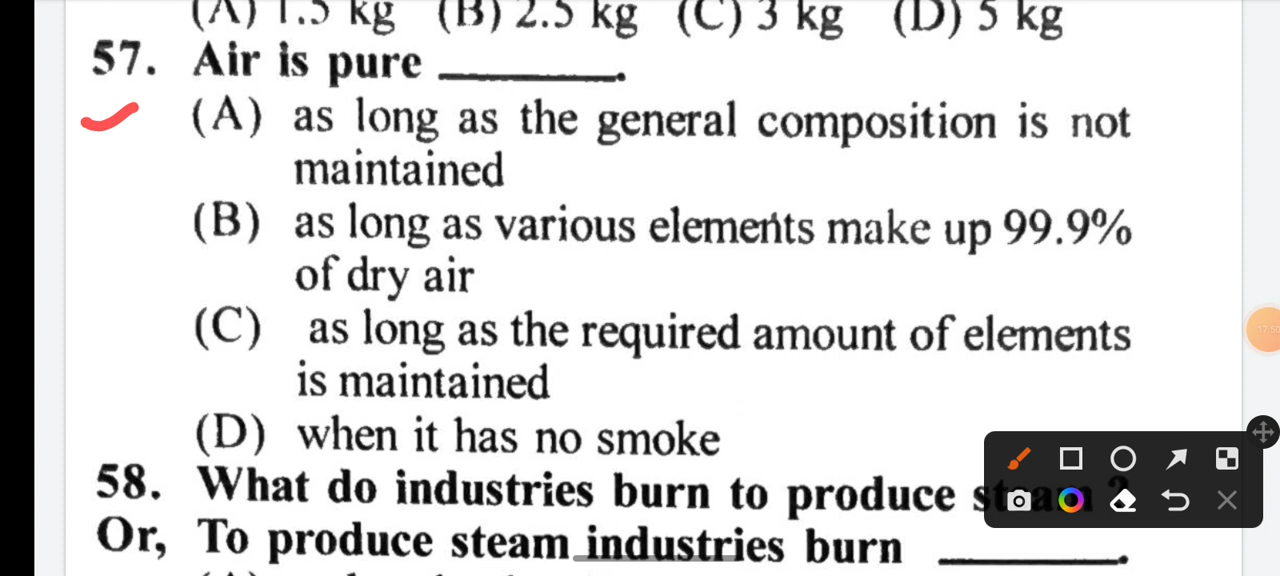 (A) 1.5 kg (B) 2.5 kg (C) 3 kg (D) 5 kg
57. Air is pure ________.
(A) as long as the general composition is not
maintained
(B) as long as various elements make up 99.9%
of dry air
(C) as long as the required amount of elements
is maintained
(D) when it has no smoke
58. What do industries burn to produce steam ?
Or, To produce steam industries burn ________.
17:50